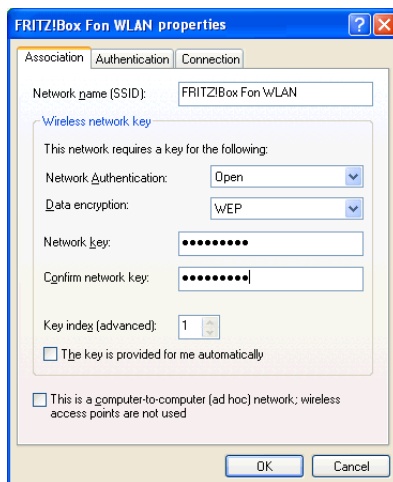 FRITZ!Box Fon WLAN properties
Association
Authentication
Connection
Network name (SSID):
FRITZ!Box Fon WLAN
Wireless network key
This network requires a key for the following:
Network Authentication:
Open
Data encryption:
WEP
Network key:
•••••••••
Confirm network key:
•••••••••
Key index (advanced):
1
The key is provided for me automatically
This is a computer-to-computer (ad hoc) network; wireless
access points are not used
OK
Cancel